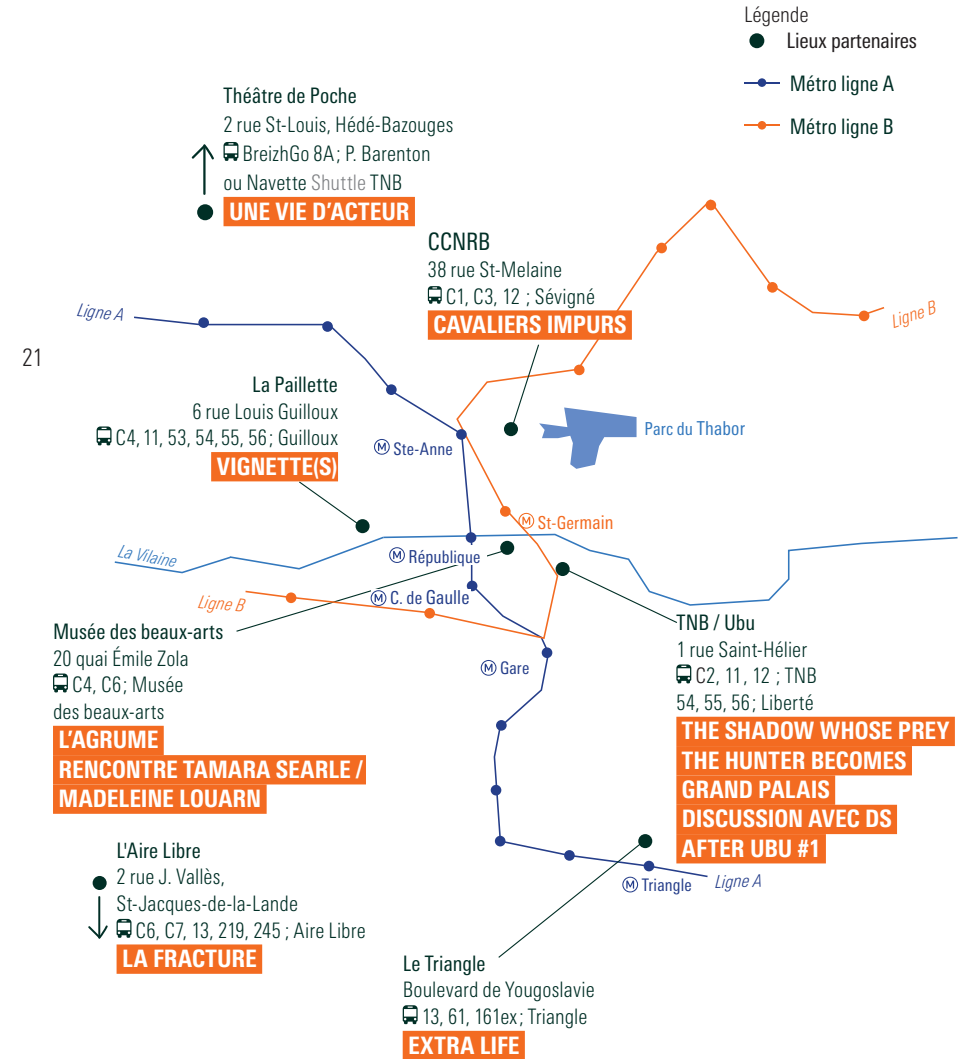 Légende
Lieux partenaires
Métro ligne A
Métro ligne B
Théâtre de Poche
2 rue St-Louis, Hédé-Bazouges
BreizhGo 8A; P. Barenton
ou Navette Shuttle TNB
UNE VIE D'ACTEUR
CCNRB
38 rue St-Melaine
C1, C3, 12 ; Sévigné
CAVALIERS IMPURS
Ligne A
Ligne B
21
La Paillette
6 rue Louis Guilloux
C4, 11, 53, 54, 55, 56; Guilloux
VIGNETTE(S)
Parc du Thabor
M Ste-Anne
M St-Germain
La Vilaine
M République
Ligne B
M C. de Gaulle
Musée des beaux-arts
20 quai Émile Zola
C4, C6; Musée
des beaux-arts
L'AGRUME
RENCONTRE TAMARA SEARLE /
MADELEINE LOUARN
M Gare
TNB / Ubu
1 rue Saint-Hélier
C2, 11, 12 ; TNB
54, 55, 56; Liberté
THE SHADOW WHOSE PREY
THE HUNTER BECOMES
GRAND PALAIS
DISCUSSION AVEC DS
AFTER UBU #1
L'Aire Libre
2 rue J. Vallès,
St-Jacques-de-la-Lande
C6, C7, 13, 219, 245 ; Aire Libre
LA FRACTURE
M Triangle
Ligne A
Le Triangle
Boulevard de Yougoslavie
13, 61, 161ex; Triangle
EXTRA LIFE